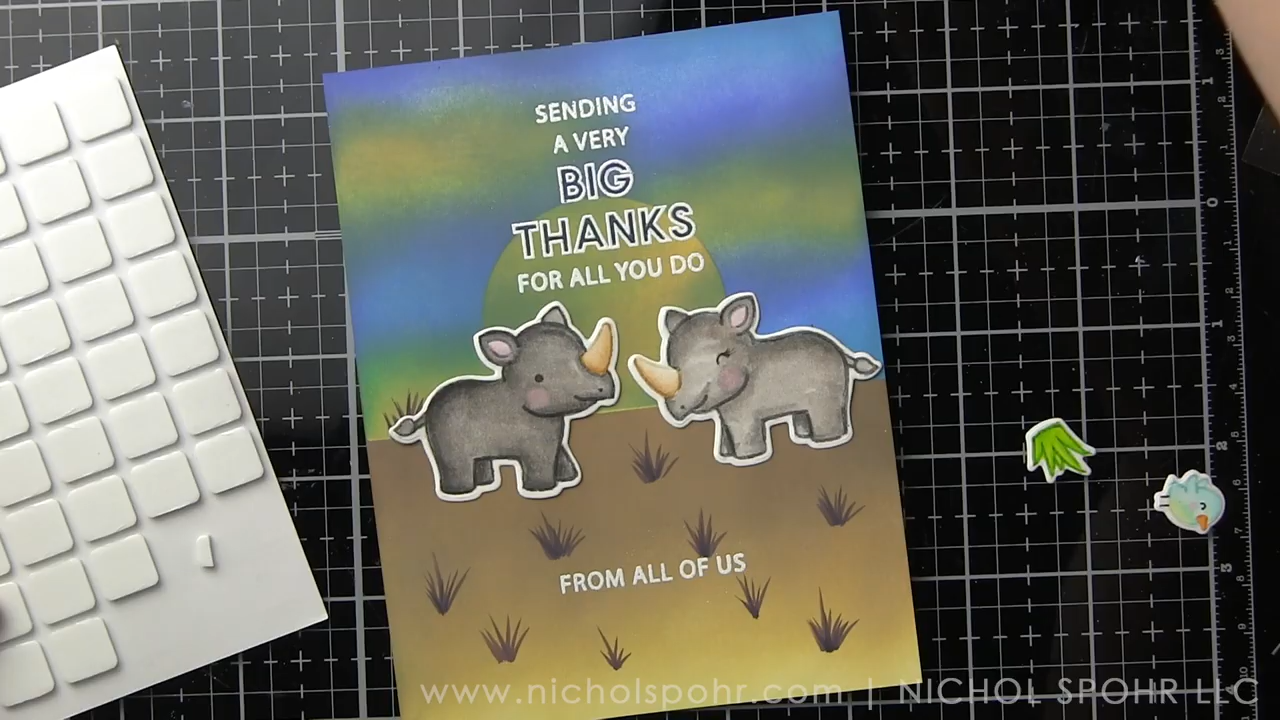 SENDING
A VERY
BIG
THANKS
FOR ALL YOU DO
FROM ALL OF US
www.nicholspohr.com | NICHOL SPOHR LLC